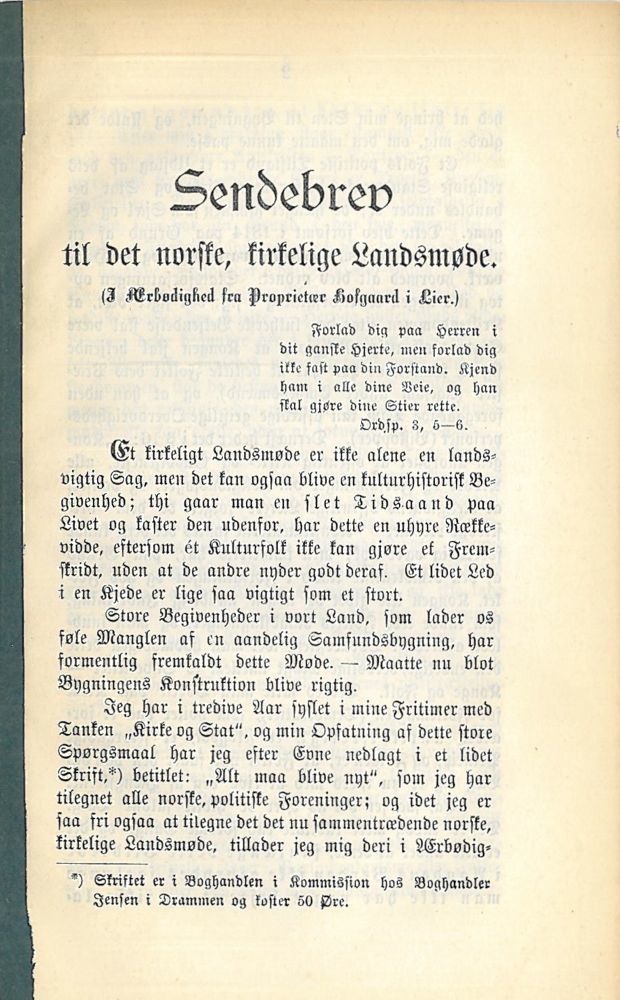 Sendebrev
til det norske, kirkelige Landsmøde.
(I Ærbødighed fra Proprietær Hofgaard i Lier.)
Forlad dig paa Herren i
dit ganske Hjerte, men forlad dig
ikke fast paa din Forstand. Kjend
ham i alle dine Veie, og han
skal gjøre dine Stier rette.
Ordsp. 3, 5—6.
Et kirkeligt Landsmøde er ikke alene en lands-
vigtig Sag, men det kan ogsaa blive en kulturhistorisk Be-
givenhed; thi gaar man en slet Tidsaand paa
Livet og kaster den udenfor, har dette en uhyre Række-
vidde, eftersom ét Kulturfolk ikke kan gjøre et Frem-
skridt, uden at de andre nyder godt deraf. Et lidet Led
i en Kjede er lige saa vigtigt som et stort.
Store Begivenheder i vort Land, som lader os
føle Manglen af en aandelig Samfundsbygning, har
formentlig fremkaldt dette Møde. — Maatte nu blot
Bygningens Konstruktion blive rigtig.
Jeg har i tredive Aar syslet i mine Fritimer med
Tanken „Kirke og Stat“, og min Opfatning af dette store
Spørgsmaal har jeg efter Evne nedlagt i et lidet
Skrift,*) betitlet: „Alt maa blive nyt“, som jeg har
tilegnet alle norske, politiske Foreninger; og idet jeg er
saa fri ogsaa at tilegne det det nu sammentrædende norske,
kirkelige Landsmøde, tillader jeg mig deri i Ærbødig-
*) Skriftet er i Boghandlen i Kommission hos Boghandler
Jensen i Drammen og koster 50 Øre.